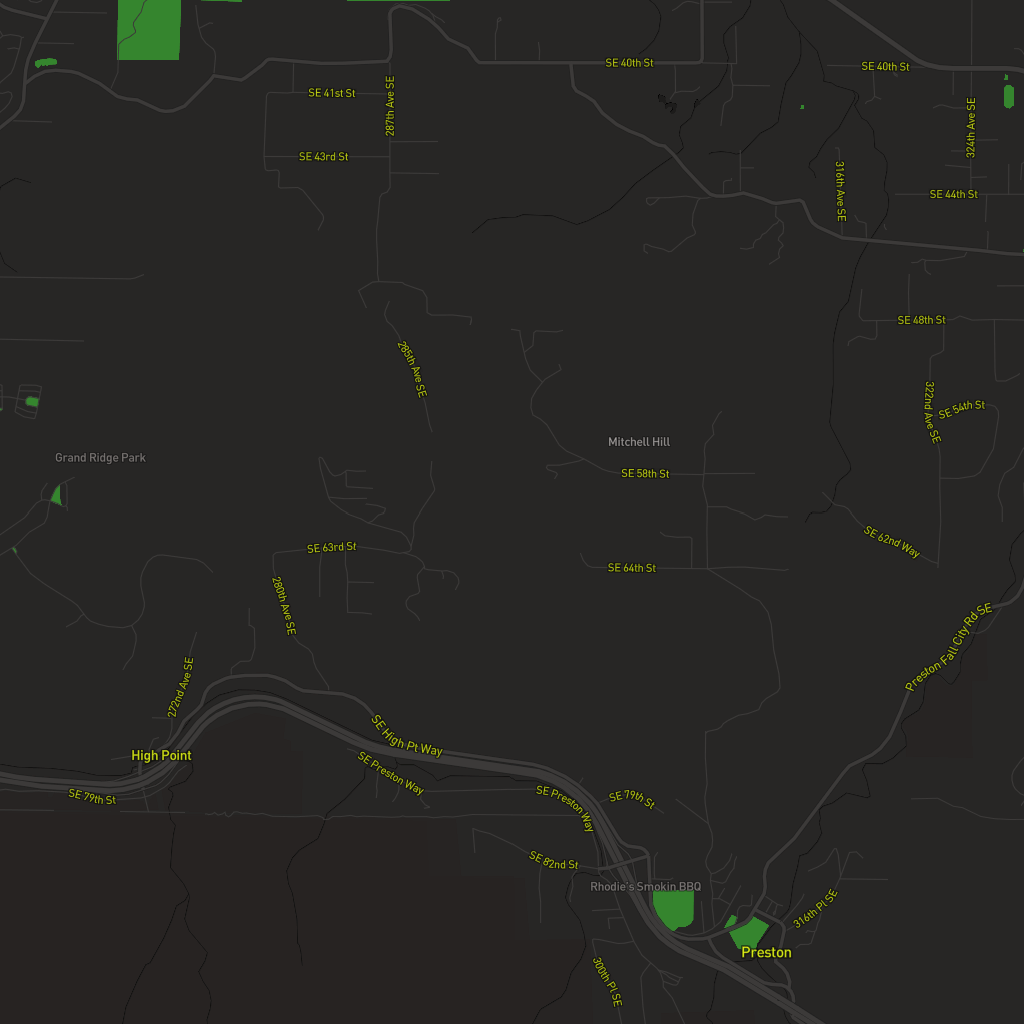 SE 40th St
SE 40th St
SE 41st St
287th Ave SE
324th Ave SE
SE 43rd St
316th Ave SE
SE 44th St
SE 48th St
285th Ave SE
322nd Ave SE
SE 54th St
Mitchell Hill
Grand Ridge Park
SE 58th St
SE 62nd Way
SE 63rd St
SE 64th St
280th Ave SE
Preston Fall City Rd SE
272nd Ave SE
SE High Pt Way
High Point
SE Preston Way
SE 79th St
SE Preston Way
SE 79th St
SE 82nd St
Rhodie's Smokin BBQ
316th Pl SE
Preston
300th Pl SE